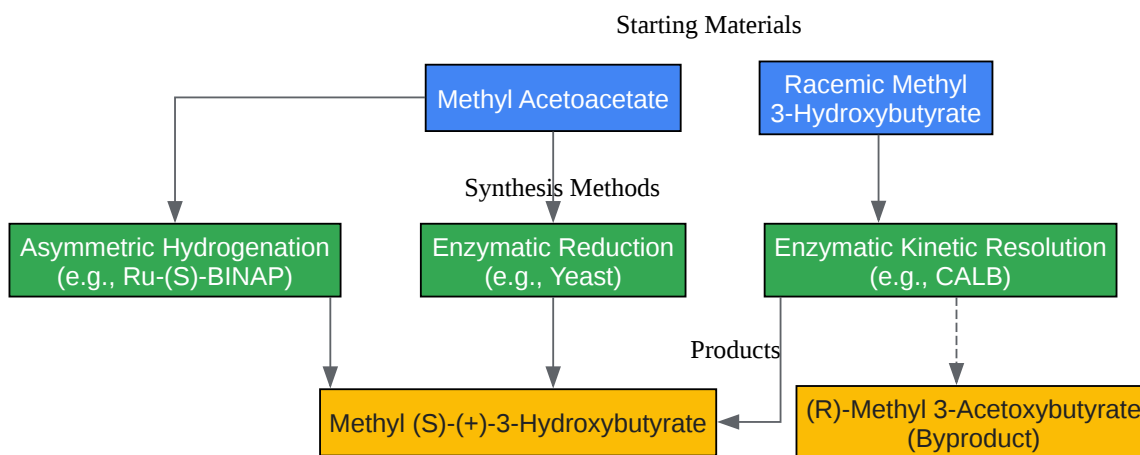 Starting Materials
Methyl Acetoacetate
Racemic Methyl
3-Hydroxybutyrate
Synthesis Methods
Asymmetric Hydrogenation
(e.g., Ru-(S)-BINAP)
Enzymatic Reduction
(e.g., Yeast)
Enzymatic Kinetic Resolution
(e.g., CALB)
Products
Methyl (S)-(+)-3-Hydroxybutyrate
(R)-Methyl 3-Acetoxybutyrate
(Byproduct)